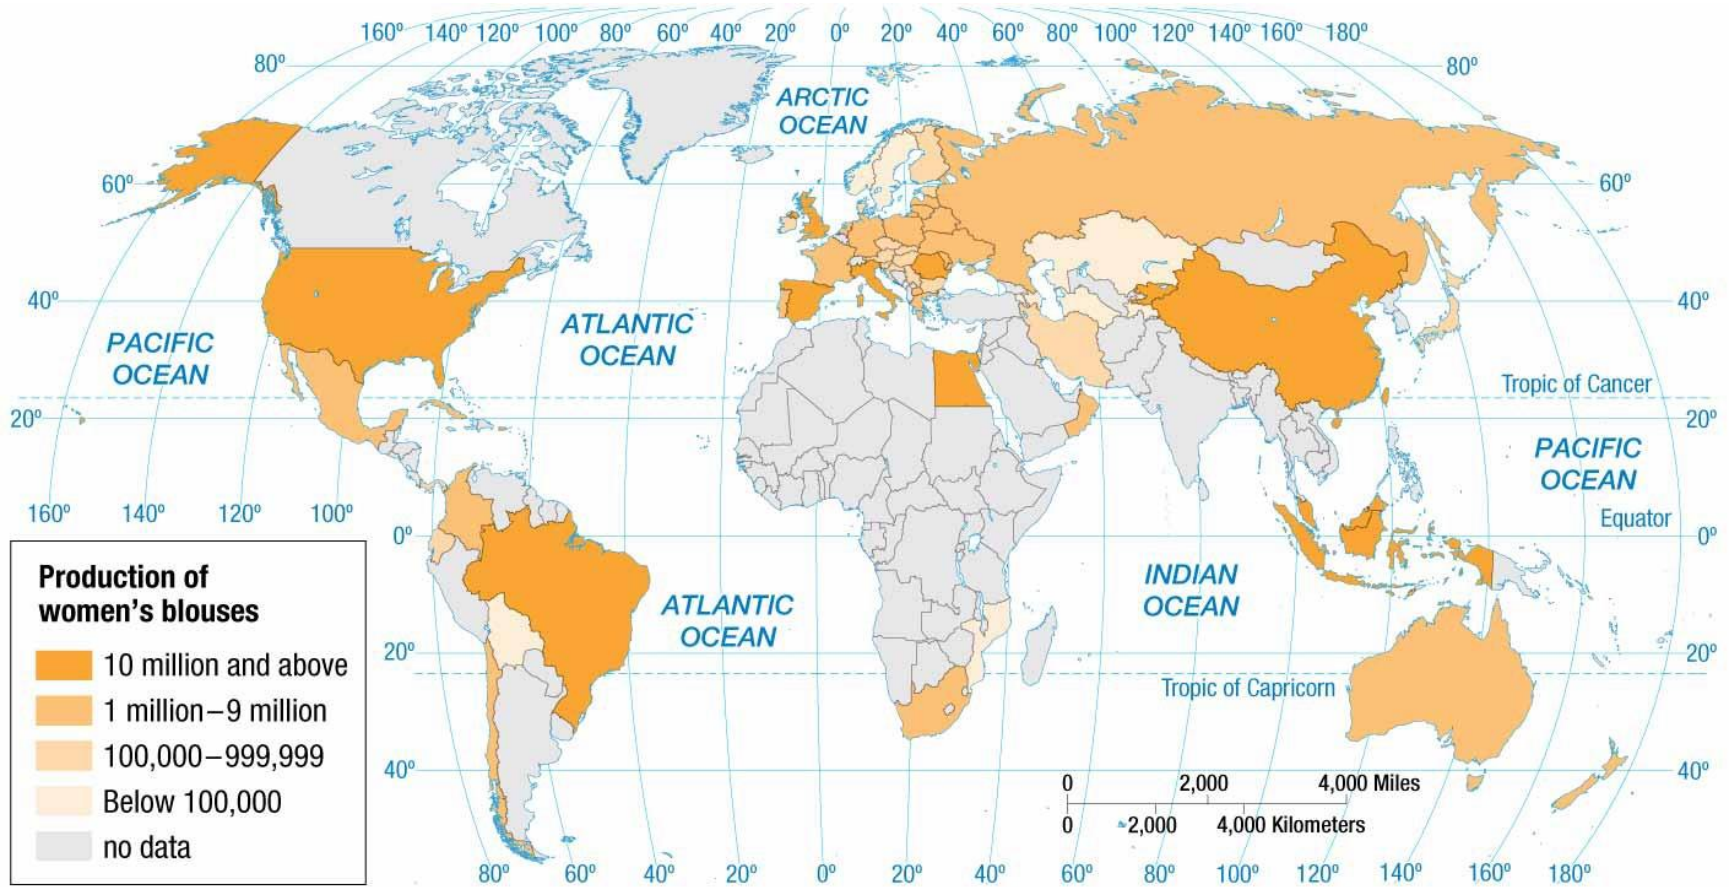 160º 140º 120º 100º 80º 60º 40º 20º 0º 20º 40º 60º 80º 100º 120º 140º 160º 180º
80º 80º
ARCTIC
OCEAN
60º 60º
40º 40º
ATLANTIC
OCEAN
PACIFIC
OCEAN
Tropic of Cancer
20º 20º
PACIFIC
OCEAN
160º 140º 120º 100º
Equator
0º 0º
INDIAN
OCEAN
ATLANTIC
OCEAN
20º 20º
Tropic of Capricorn
40º 40º
0 2,000 4,000 Miles
0 2,000 4,000 Kilometers
80º 60º 40º 20º 0º 20º 40º 60º 80º 100º 120º 140º 160º 180º
Production of
women’s blouses
10 million and above
1 million–9 million
100,000–999,999
Below 100,000
no data